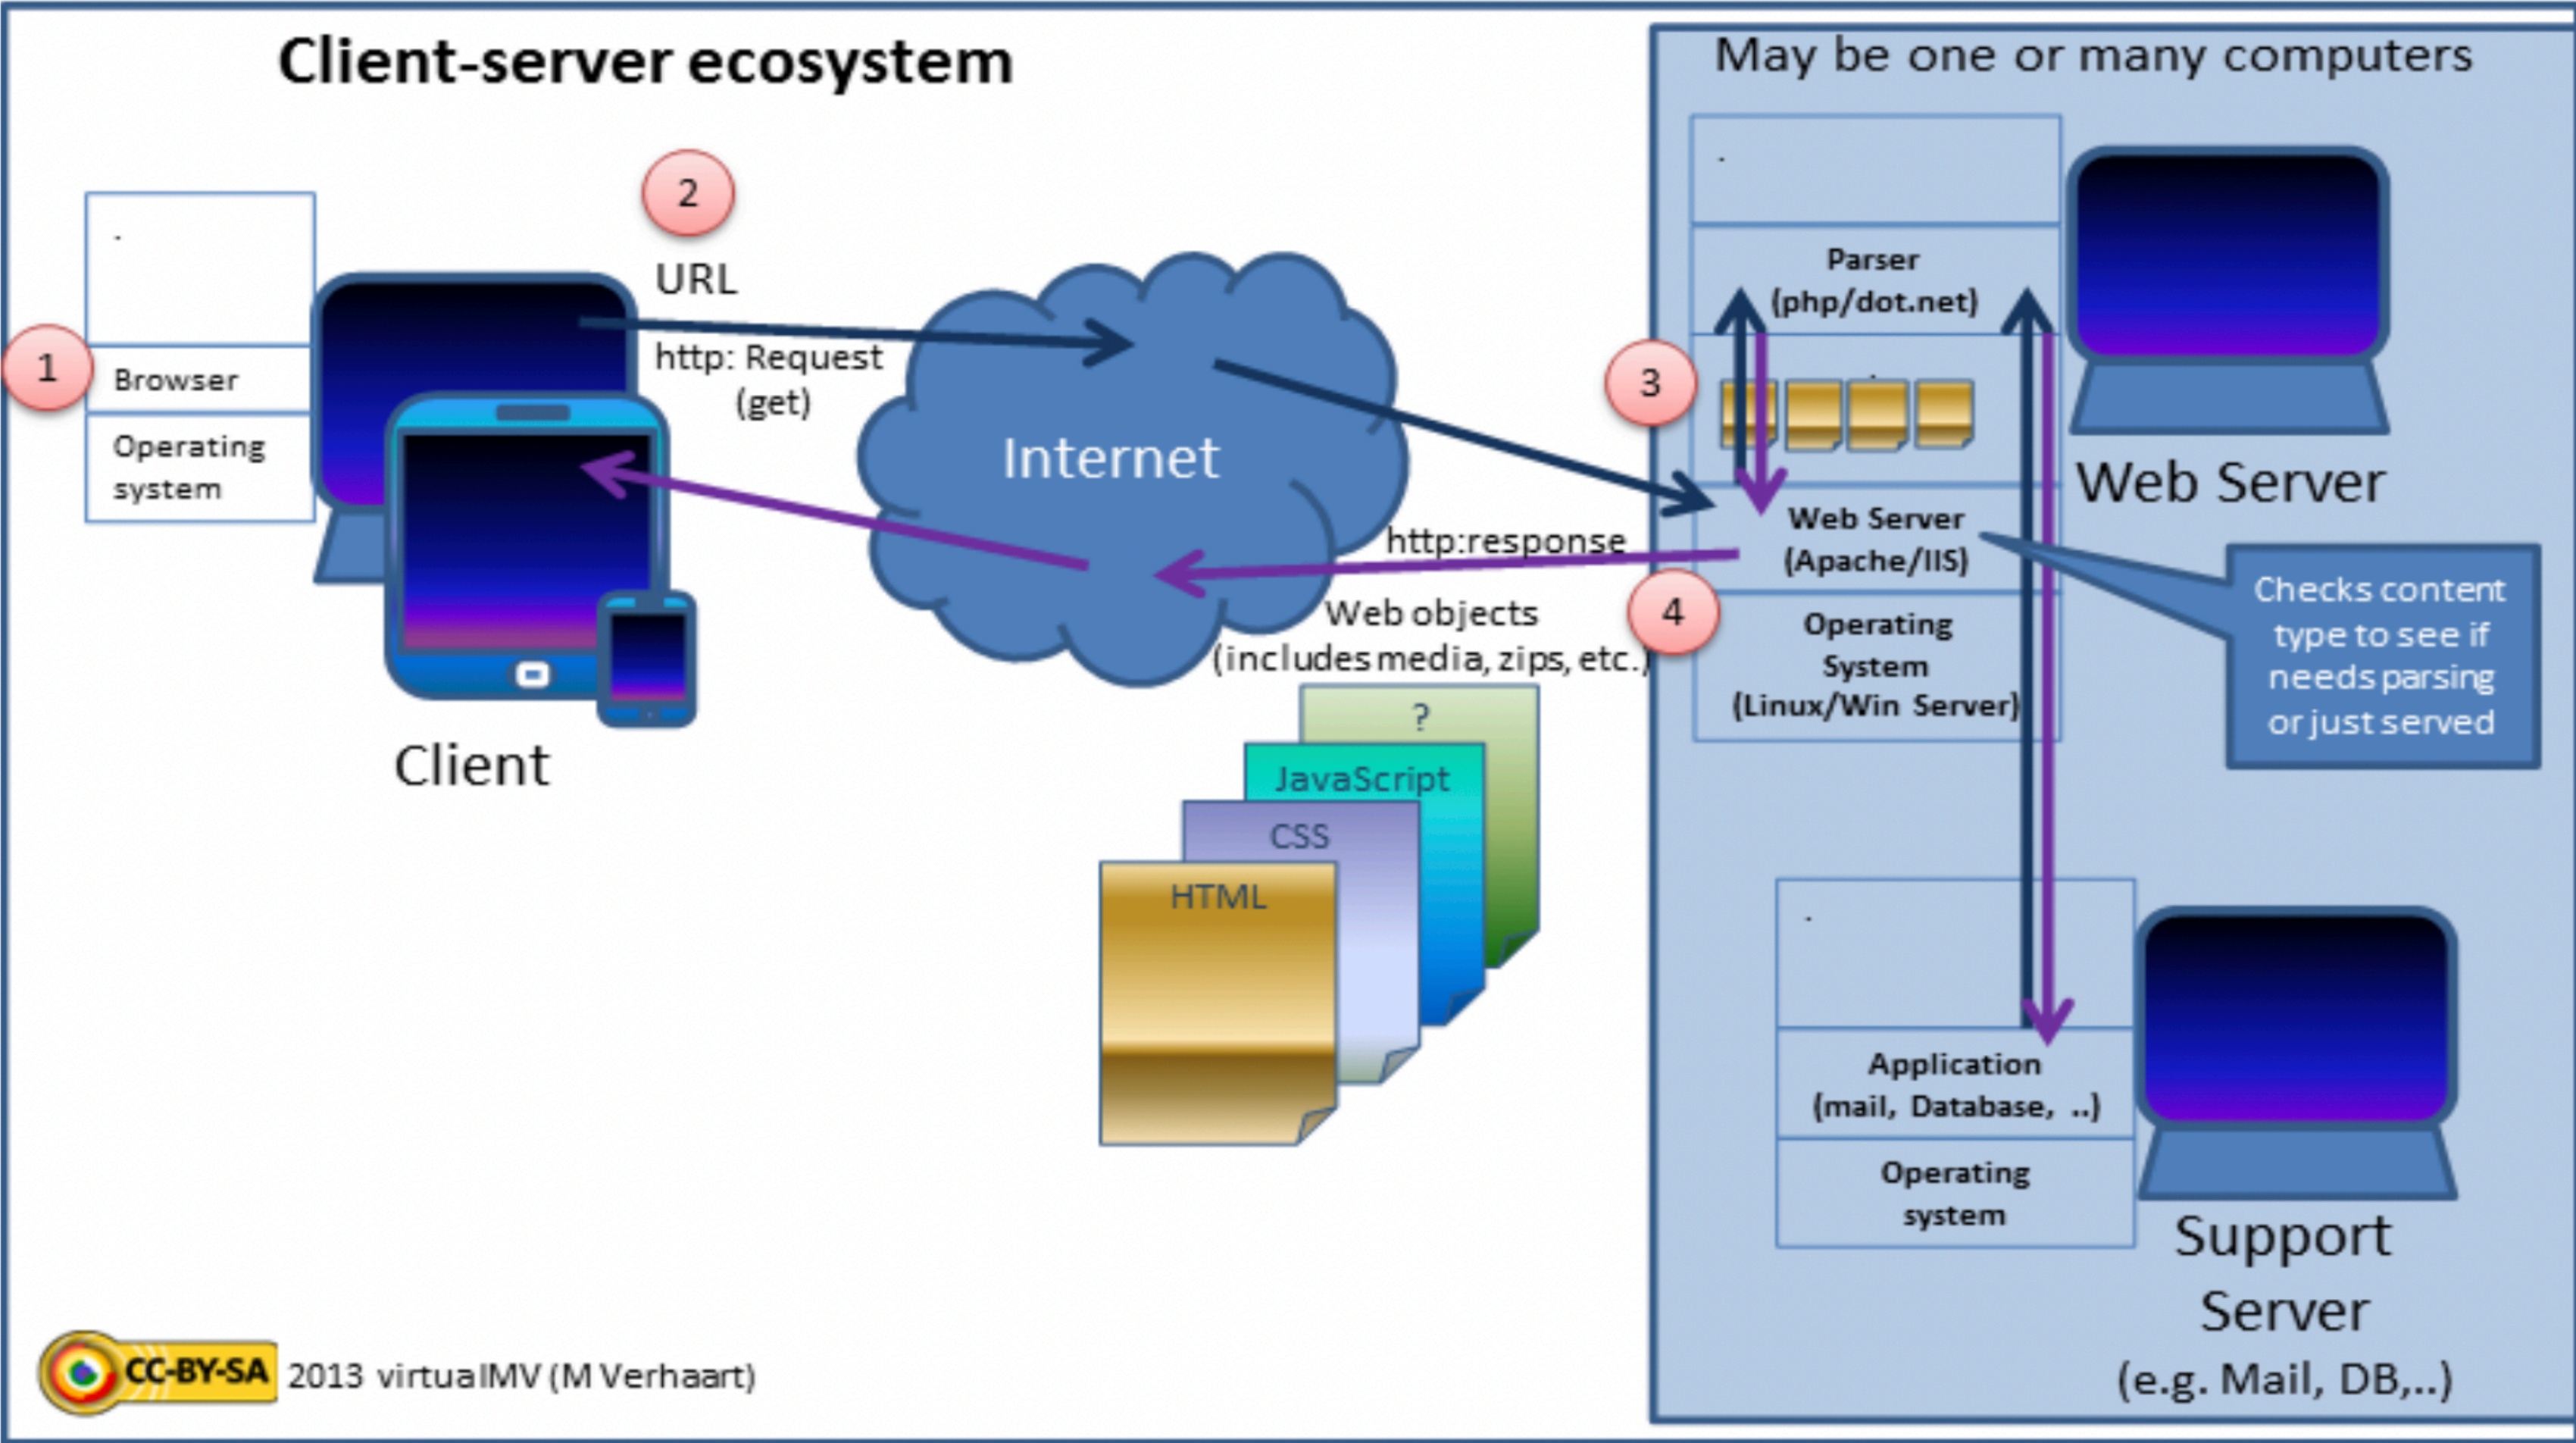 Client-server ecosystem
May be one or many computers
2
URL
http: Request
(get)
1
Browser
Operating
system
Client
Internet
http:response
Web objects
(includes media, zips, etc.)
?
JavaScript
CSS
HTML
3
4
Parser
(php/dot.net)
Web Server
(Apache/IIS)
Operating
System
(Linux/Win Server)
Web Server
Checks content
type to see if
needs parsing
or just served
Application
(mail, Database, ..)
Operating
system
Support
Server
(e.g. Mail, DB,..)
CC-BY-SA 2013 virtualMV (M Verhaart)